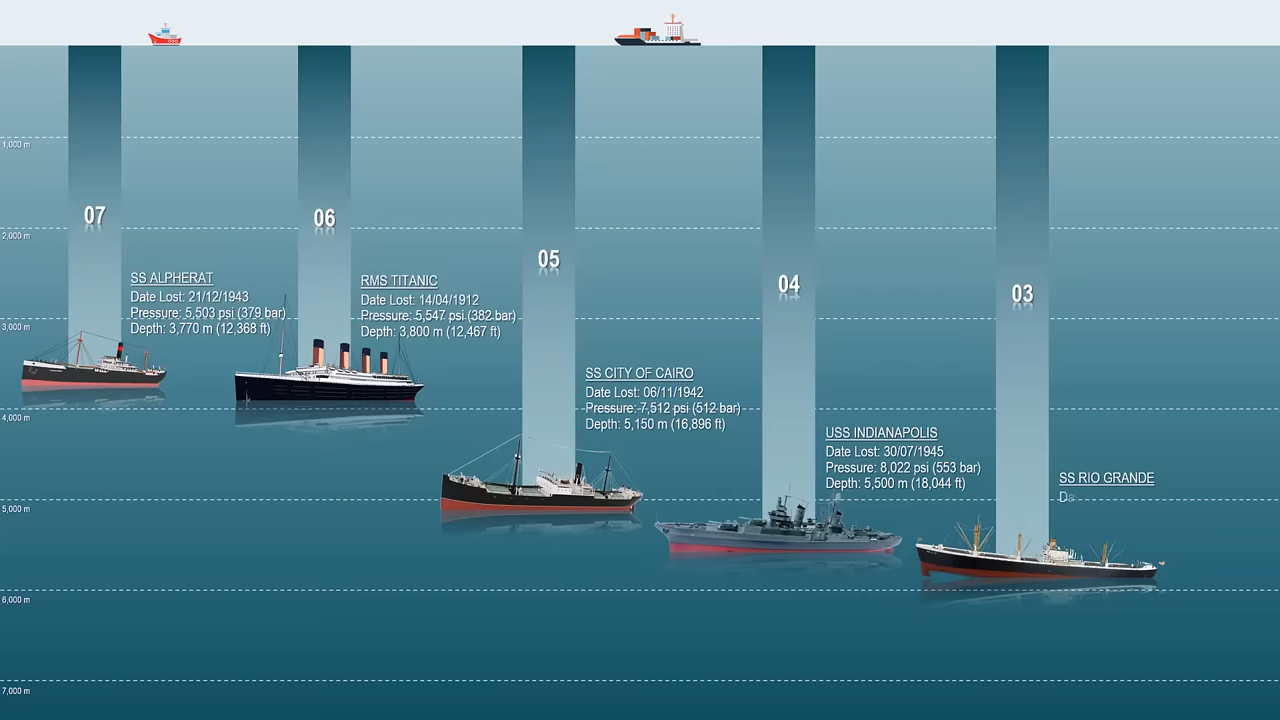 1,000 m
2,000 m
3,000 m
4,000 m
5,000 m
6,000 m
7,000 m
07
SS ALPHERAT
Date Lost: 21/12/1943
Pressure: 5,503 psi (379 bar)
Depth: 3,770 m (12,368 ft)
06
RMS TITANIC
Date Lost: 14/04/1912
Pressure: 5,547 psi (382 bar)
Depth: 3,800 m (12,467 ft)
05
SS CITY OF CAIRO
Date Lost: 06/11/1942
Pressure: 7,512 psi (512 bar)
Depth: 5,150 m (16,896 ft)
04
USS INDIANAPOLIS
Date Lost: 30/07/1945
Pressure: 8,022 psi (553 bar)
Depth: 5,500 m (18,044 ft)
03
SS RIO GRANDE
Da